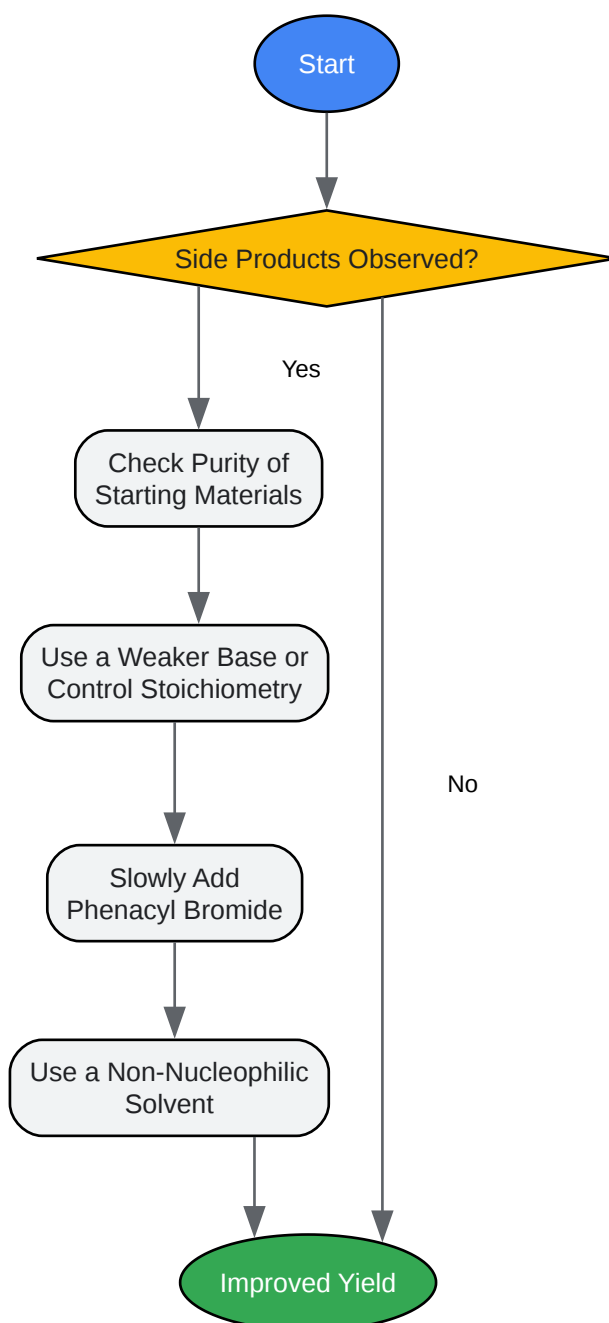 Start
Side Products Observed?
Yes
Check Purity of
Starting Materials
Use a Weaker Base or
Control Stoichiometry
No
Slowly Add
Phenacyl Bromide
Use a Non-Nucleophilic
Solvent
Improved Yield